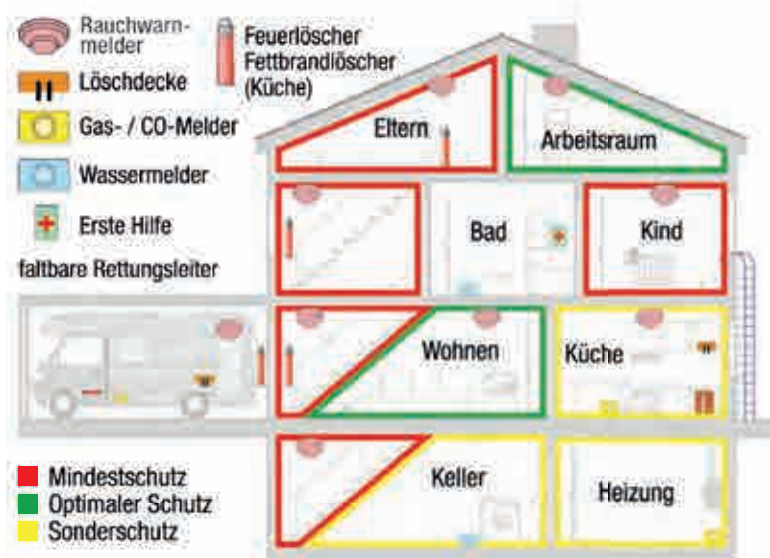 Rauchwarn-
melder
Löschdecke
Gas- / CO-Melder
Wassermelder
Erste Hilfe
faltbare Rettungsleiter
Feuerlöscher
Fettbrandlöscher
(Küche)
Eltern
Arbeitsraum
Bad
Kind
Wohnen
Küche
Keller
Heizung
Mindestschutz
Optimaler Schutz
Sonderschutz